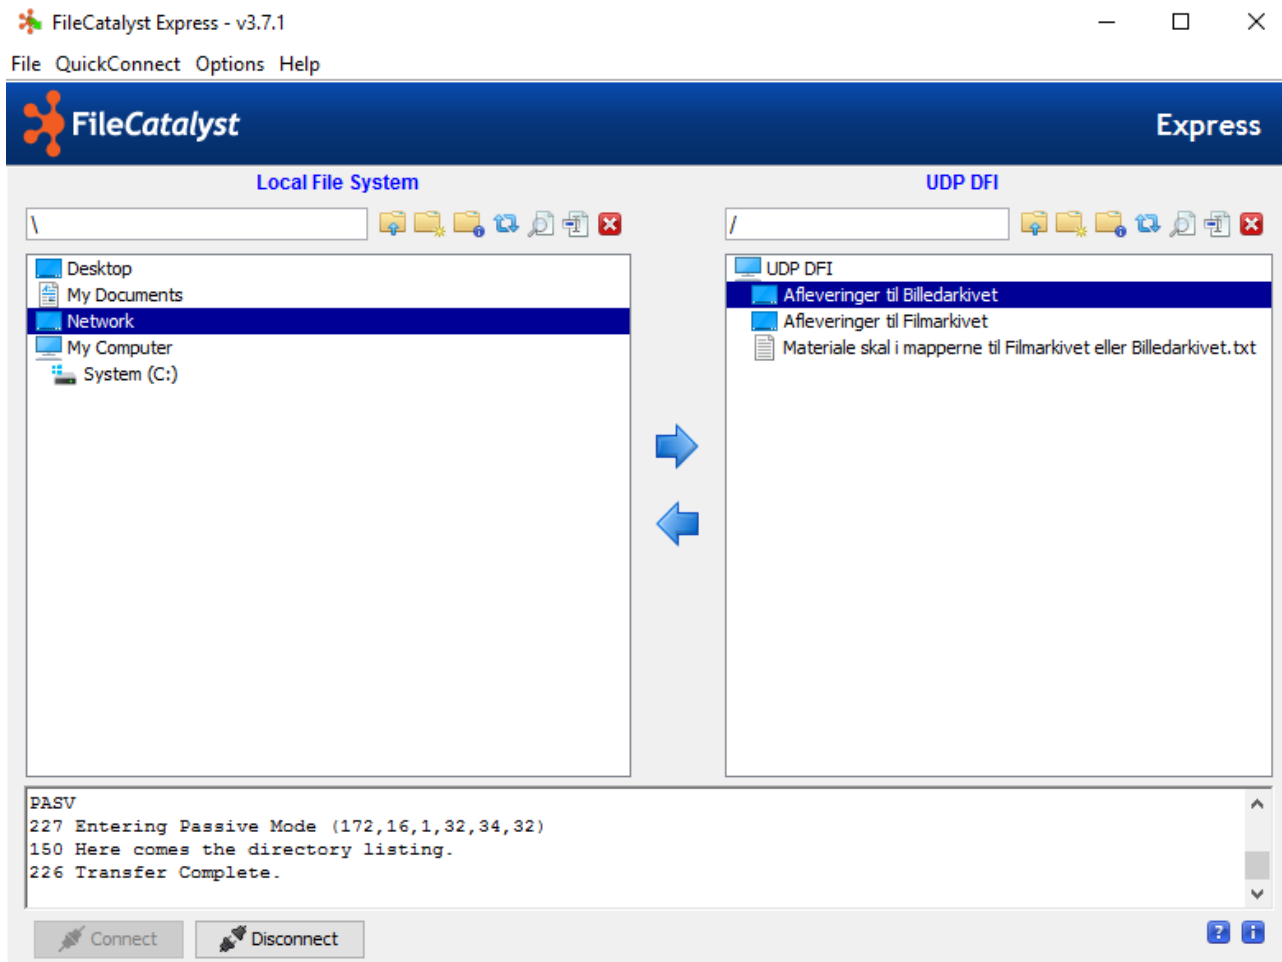 FileCatalyst Express - v3.7.1
File QuickConnect Options Help
FileCatalyst
Express
Local File System
UDP DFI
\
/
Desktop
My Documents
Network
My Computer
System (C:)
UDP DFI
Afleveringer til Billedarkivet
Afleveringer til Filmarkivet
Materiale skal i mapperne til Filmarkivet eller Billedarkivet.txt
PASV
227 Entering Passive Mode (172,16,1,32,34,32)
150 Here comes the directory listing.
226 Transfer Complete.
Connect
Disconnect